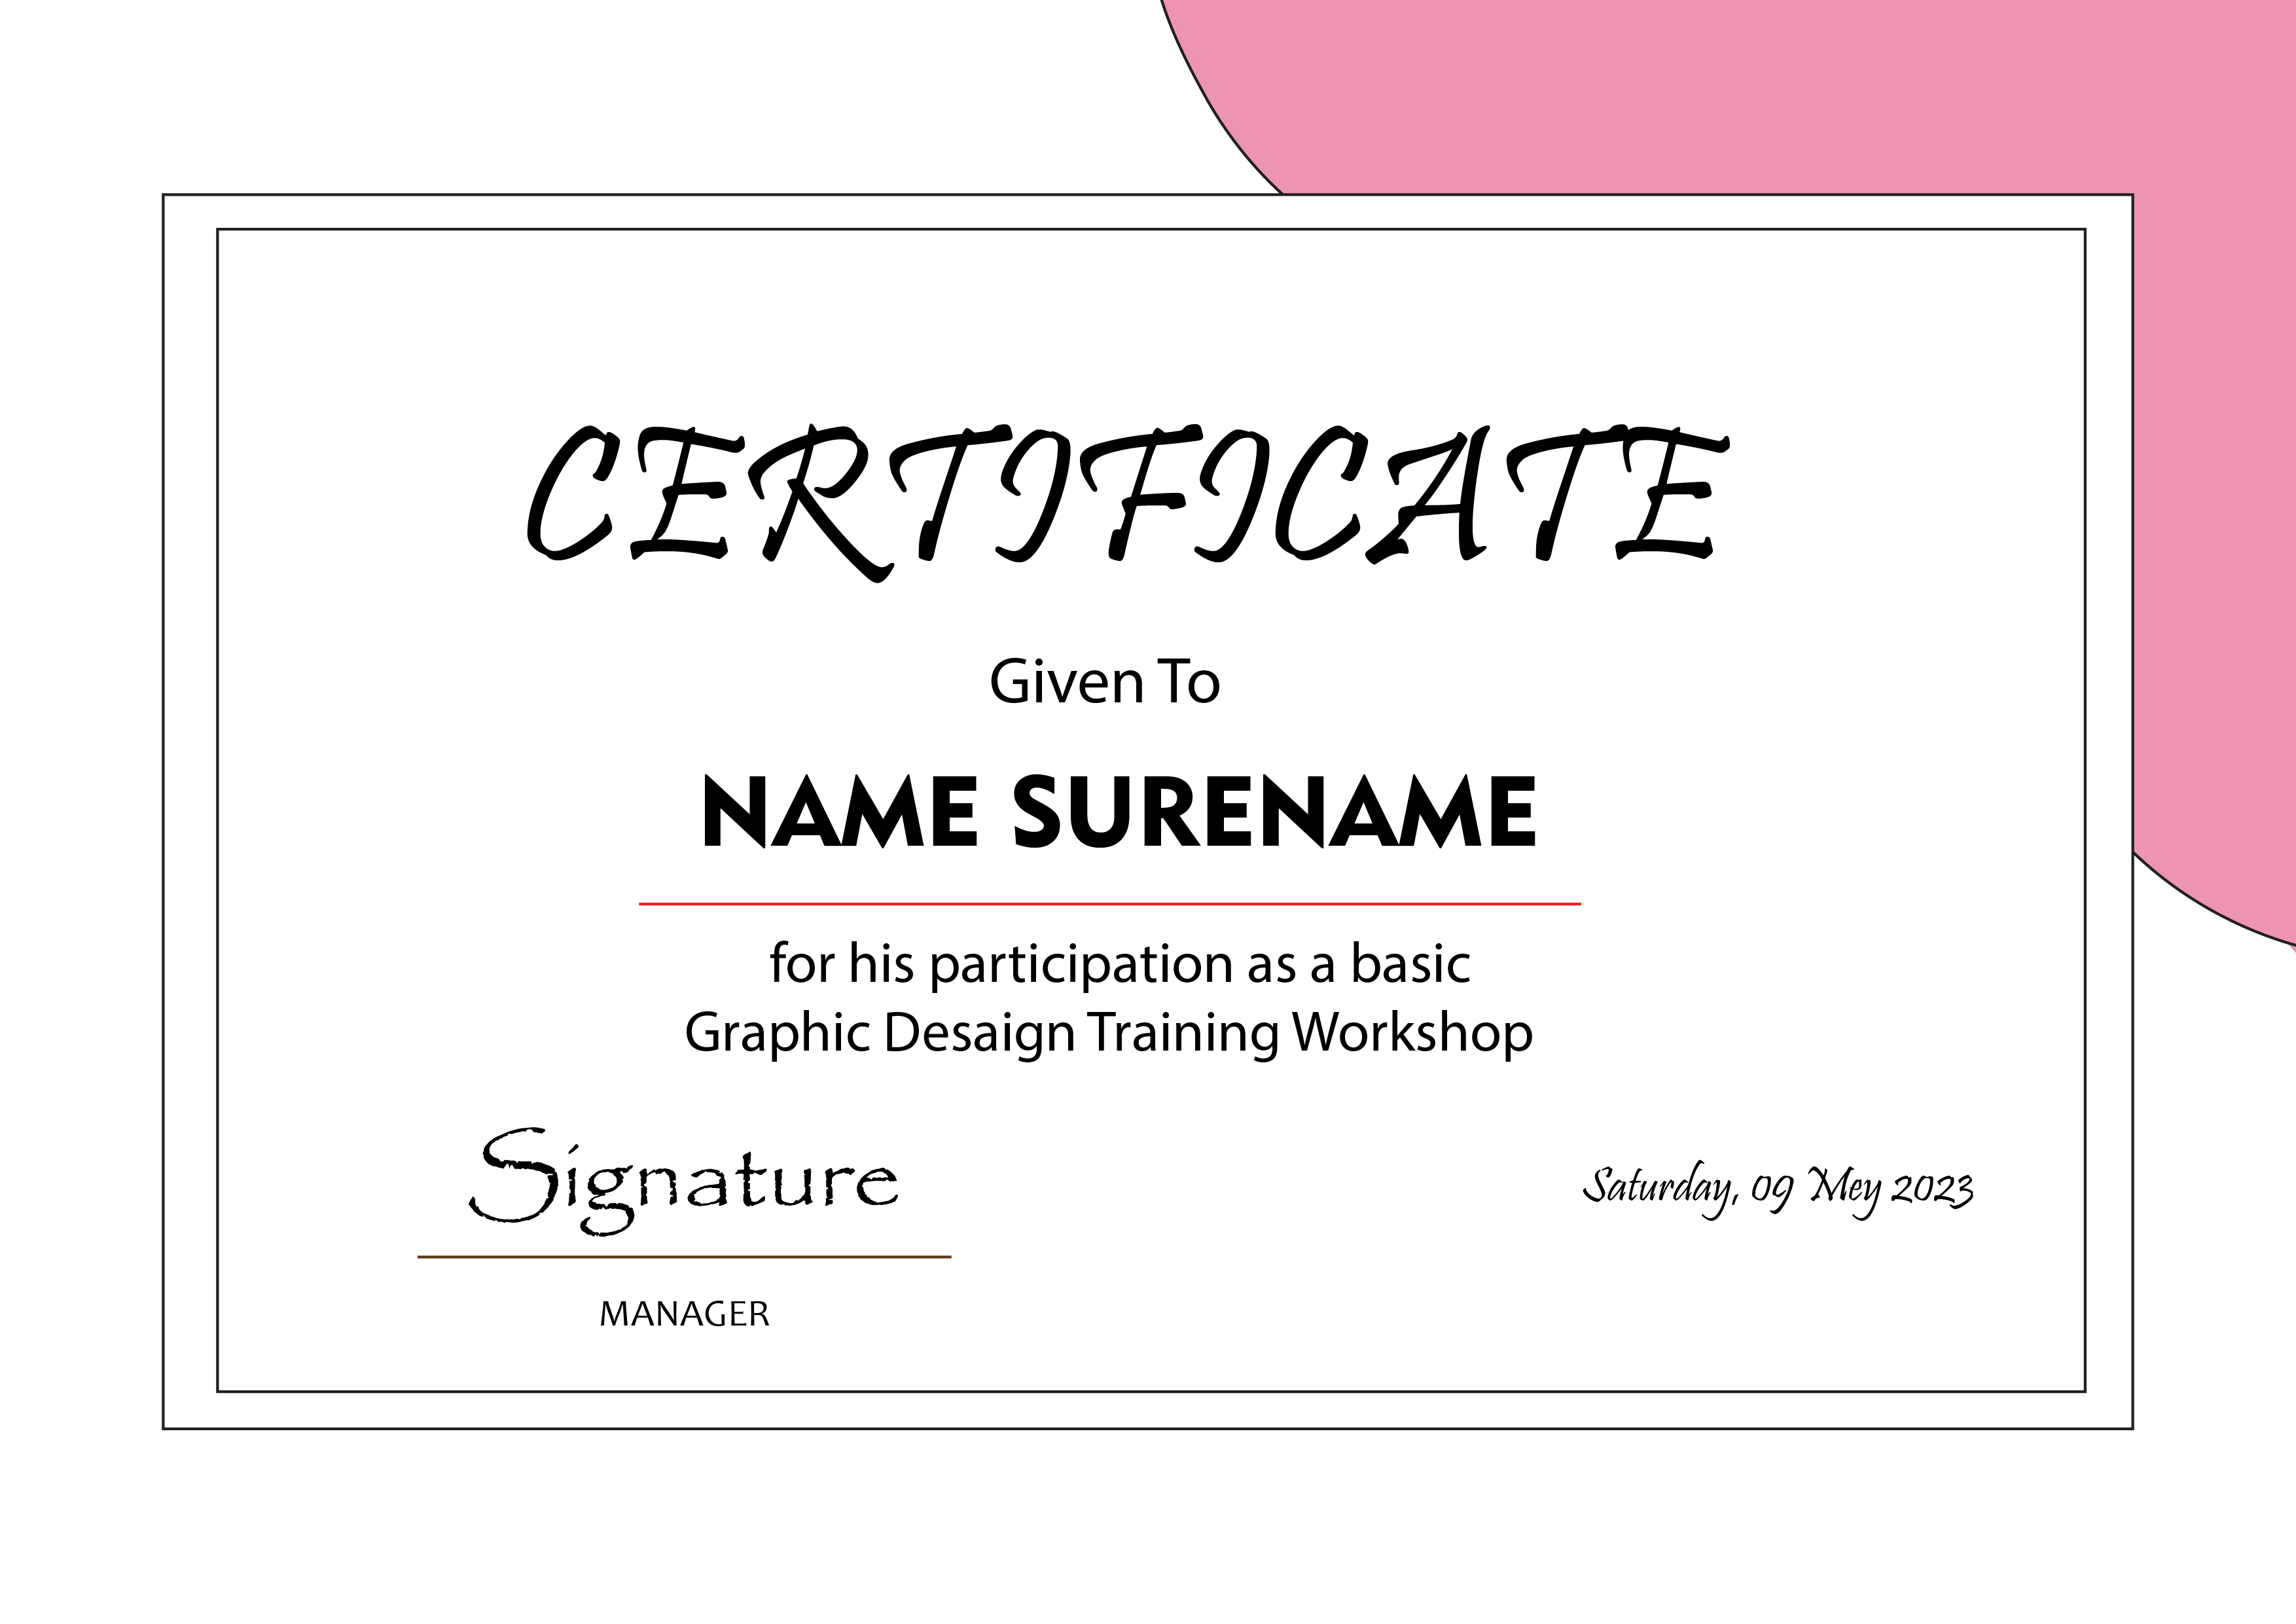 CERTIFICATE
Given To
NAME SURENAME
for his participation as a basic
Graphic Desaign Training Workshop
Signature
Saturday, 09 Mey 2023
MANAGER